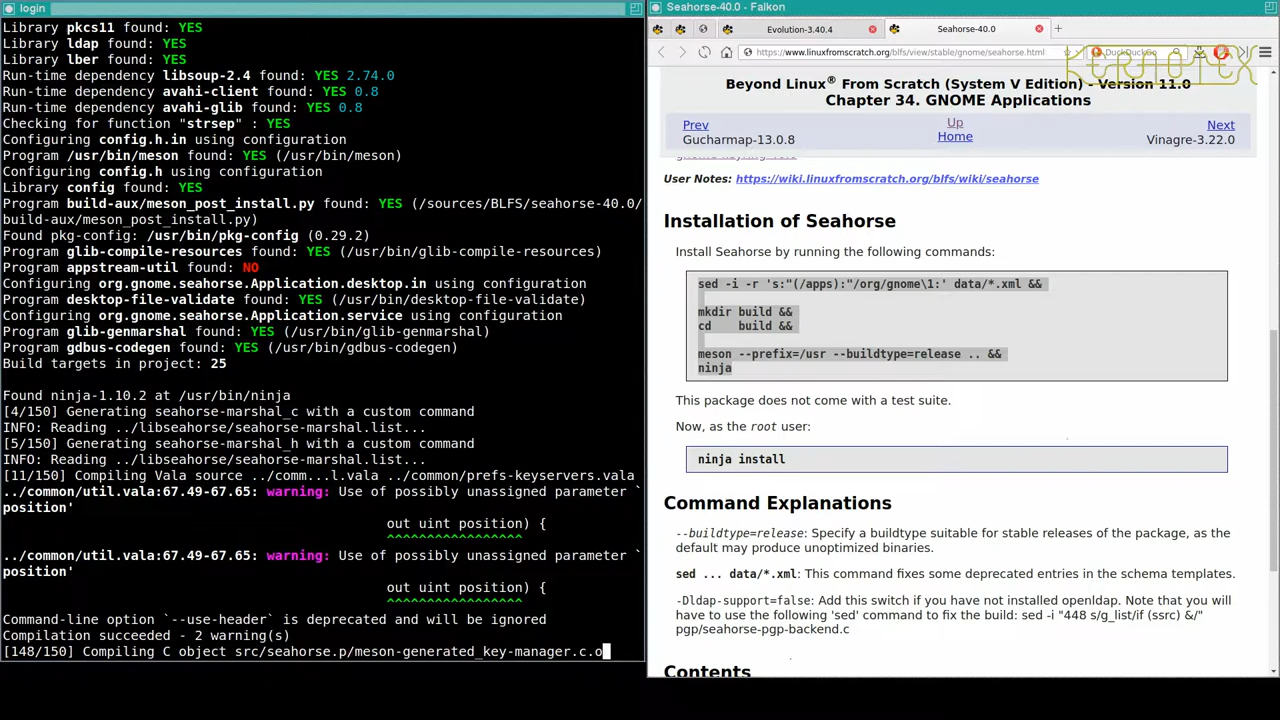 login
Library pkcs11 found: YES
Library ldap found: YES
Library lber found: YES
Run-time dependency libsoup-2.4 found: YES 2.74.0
Run-time dependency avahi-client found: YES 0.8
Run-time dependency avahi-glib found: YES 0.8
Checking for function "strsep" : YES
Configuring config.h.in using configuration
Program /usr/bin/meson found: YES (/usr/bin/meson)
Configuring config.h using configuration
Library config found: YES
Program build-aux/meson_post_install.py found: YES (/sources/BLFS/seahorse-40.0/
build-aux/meson_post_install.py)
Found pkg-config: /usr/bin/pkg-config (0.29.2)
Program glib-compile-resources found: YES (/usr/bin/glib-compile-resources)
Program appstream-util found: NO
Configuring org.gnome.seahorse.Application.desktop.in using configuration
Program desktop-file-validate found: YES (/usr/bin/desktop-file-validate)
Configuring org.gnome.seahorse.Application.service using configuration
Program glib-genmarshal found: YES (/usr/bin/glib-genmarshal)
Program gdbus-codegen found: YES (/usr/bin/gdbus-codegen)
Build targets in project: 25
Found ninja-1.10.2 at /usr/bin/ninja
[4/150] Generating seahorse-marshal_c with a custom command
INFO: Reading ../libseahorse/seahorse-marshal.list...
[5/150] Generating seahorse-marshal_h with a custom command
INFO: Reading ../libseahorse/seahorse-marshal.list...
[11/150] Compiling Vala source ../comm...l.vala ../common/prefs-keyservers.vala
../common/util.vala:67.49-67.65: warning: Use of possibly unassigned parameter `
position'
out uint position) {
^^^^^^^^^^^^^^^^^
../common/util.vala:67.49-67.65: warning: Use of possibly unassigned parameter `
position'
out uint position) {
^^^^^^^^^^^^^^^^^
Command-line option `--use-header` is deprecated and will be ignored
Compilation succeeded - 2 warning(s)
[148/150] Compiling C object src/seahorse.p/meson-generated_key-manager.c.o
Seahorse-40.0 - Falkon
Evolution-3.40.4
Seahorse-40.0
https://www.linuxfromscratch.org/blfs/view/stable/gnome/seahorse.html
DuckDuckGo
KERNOTEX
Beyond Linux® From Scratch (System V Edition) - Version 11.0
Chapter 34. GNOME Applications
Prev
Up
Next
Gucharmap-13.0.8
Home
Vinagre-3.22.0
User Notes: https://wiki.linuxfromscratch.org/blfs/wiki/seahorse
Installation of Seahorse
Install Seahorse by running the following commands:
sed -i -r 's:"(/apps):"/org/gnome\1:' data/*.xml &&
mkdir build &&
cd    build &&
meson --prefix=/usr --buildtype=release .. &&
ninja
This package does not come with a test suite.
Now, as the root user:
ninja install
Command Explanations
--buildtype=release: Specify a buildtype suitable for stable releases of the package, as the
default may produce unoptimized binaries.
sed ... data/*.xml: This command fixes some deprecated entries in the schema templates.
-Dldap-support=false: Add this switch if you have not installed openldap. Note that you will
have to use the following 'sed' command to fix the build: sed -i "448 s/g_list/if (ssrc) &/"
pgp/seahorse-pgp-backend.c
Contents